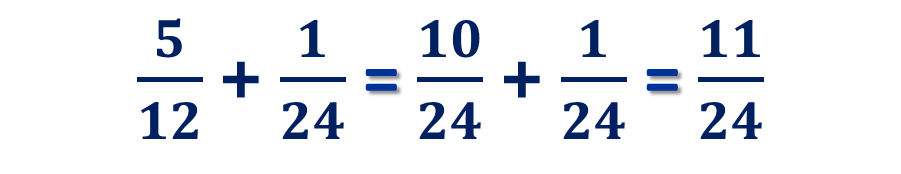 5/12 + 1/24 = 10/24 + 1/24 = 11/24